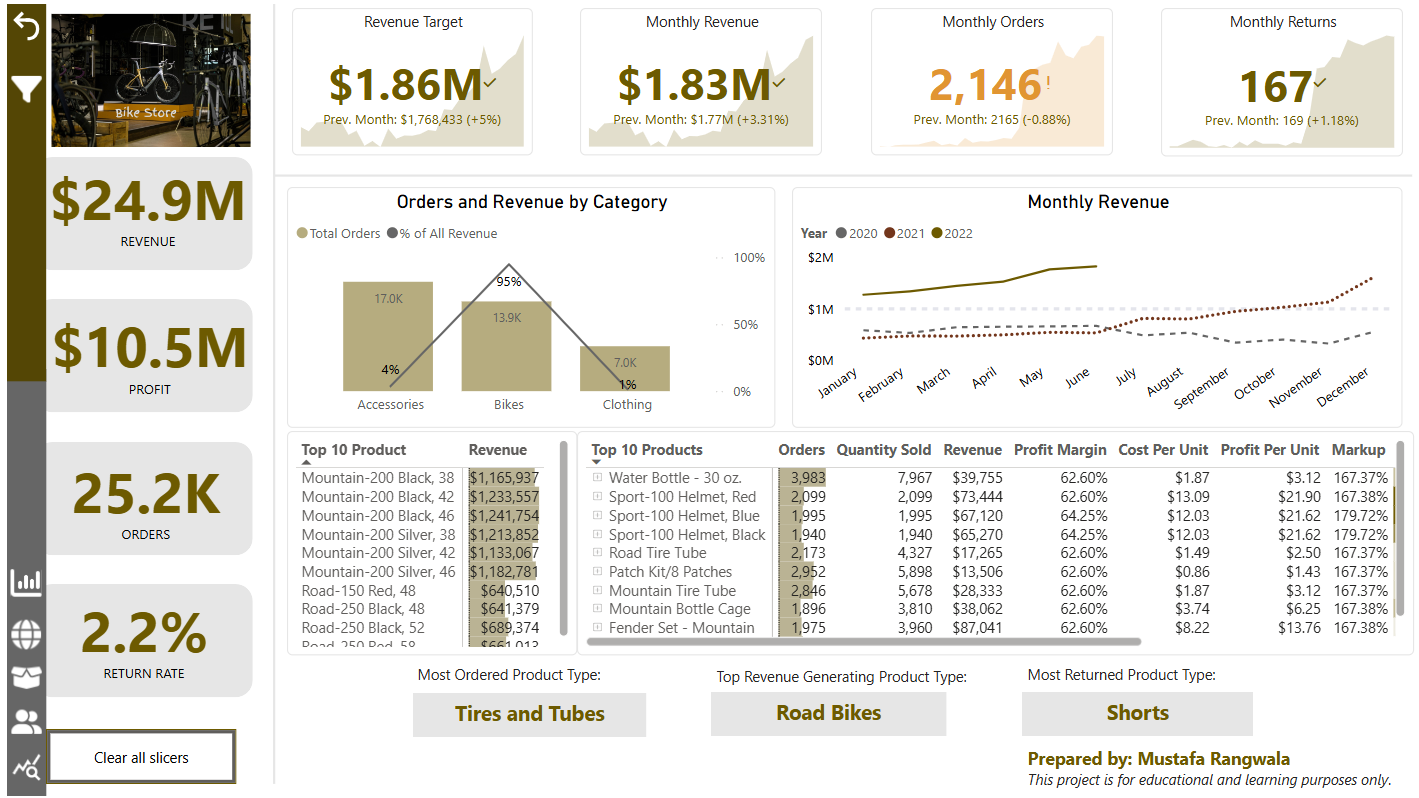 Bike Store
$24.9M
REVENUE
$10.5M
PROFIT
25.2K
ORDERS
2.2%
RETURN RATE
Clear all slicers
Revenue Target
$1.86M
Prev. Month: $1,768,433 (+5%)
Monthly Revenue
$1.83M
Prev. Month: $1.77M (+3.31%)
Monthly Orders
2,146!
Prev. Month: 2165 (-0.88%)
Monthly Returns
167
Prev. Month: 169 (+1.18%)
Orders and Revenue by Category
Total Orders % of All Revenue
100%
50%
0%
17.0K
95%
13.9K
7.0K
4%
1%
Accessories Bikes Clothing
Monthly Revenue
Year 2020 2021 2022
$2M
$1M
$0M
January February March April May June July August September October November December
Top 10 Product Revenue
Mountain-200 Black, 38 $1,165,937
Mountain-200 Black, 42 $1,233,557
Mountain-200 Black, 46 $1,241,754
Mountain-200 Silver, 38 $1,213,852
Mountain-200 Silver, 42 $1,133,067
Mountain-200 Silver, 46 $1,182,781
Road-150 Red, 48 $640,510
Road-250 Black, 48 $641,379
Road-250 Black, 52 $689,374
Road-250 Red, 58 $661,013
Top 10 Products Orders Quantity Sold Revenue Profit Margin Cost Per Unit Profit Per Unit Markup
Water Bottle - 30 oz. 3,983 7,967 $39,755 62.60% $1.87 $3.12 167.37%
Sport-100 Helmet, Red 2,099 2,099 $73,444 62.60% $13.09 $21.90 167.38%
Sport-100 Helmet, Blue 1,995 1,995 $67,120 64.25% $12.03 $21.62 179.72%
Sport-100 Helmet, Black 1,940 1,940 $65,270 64.25% $12.03 $21.62 179.72%
Road Tire Tube 2,173 4,327 $17,265 62.60% $1.49 $2.50 167.37%
Patch Kit/8 Patches 2,952 5,898 $13,506 62.60% $0.86 $1.43 167.37%
Mountain Tire Tube 2,846 5,678 $28,333 62.60% $1.87 $3.12 167.37%
Mountain Bottle Cage 1,896 3,810 $38,062 62.60% $3.74 $6.25 167.38%
Fender Set - Mountain 1,975 3,960 $87,041 62.60% $8.22 $13.76 167.38%
Most Ordered Product Type:
Tires and Tubes
Top Revenue Generating Product Type:
Road Bikes
Most Returned Product Type:
Shorts
Prepared by: Mustafa Rangwala
This project is for educational and learning purposes only.